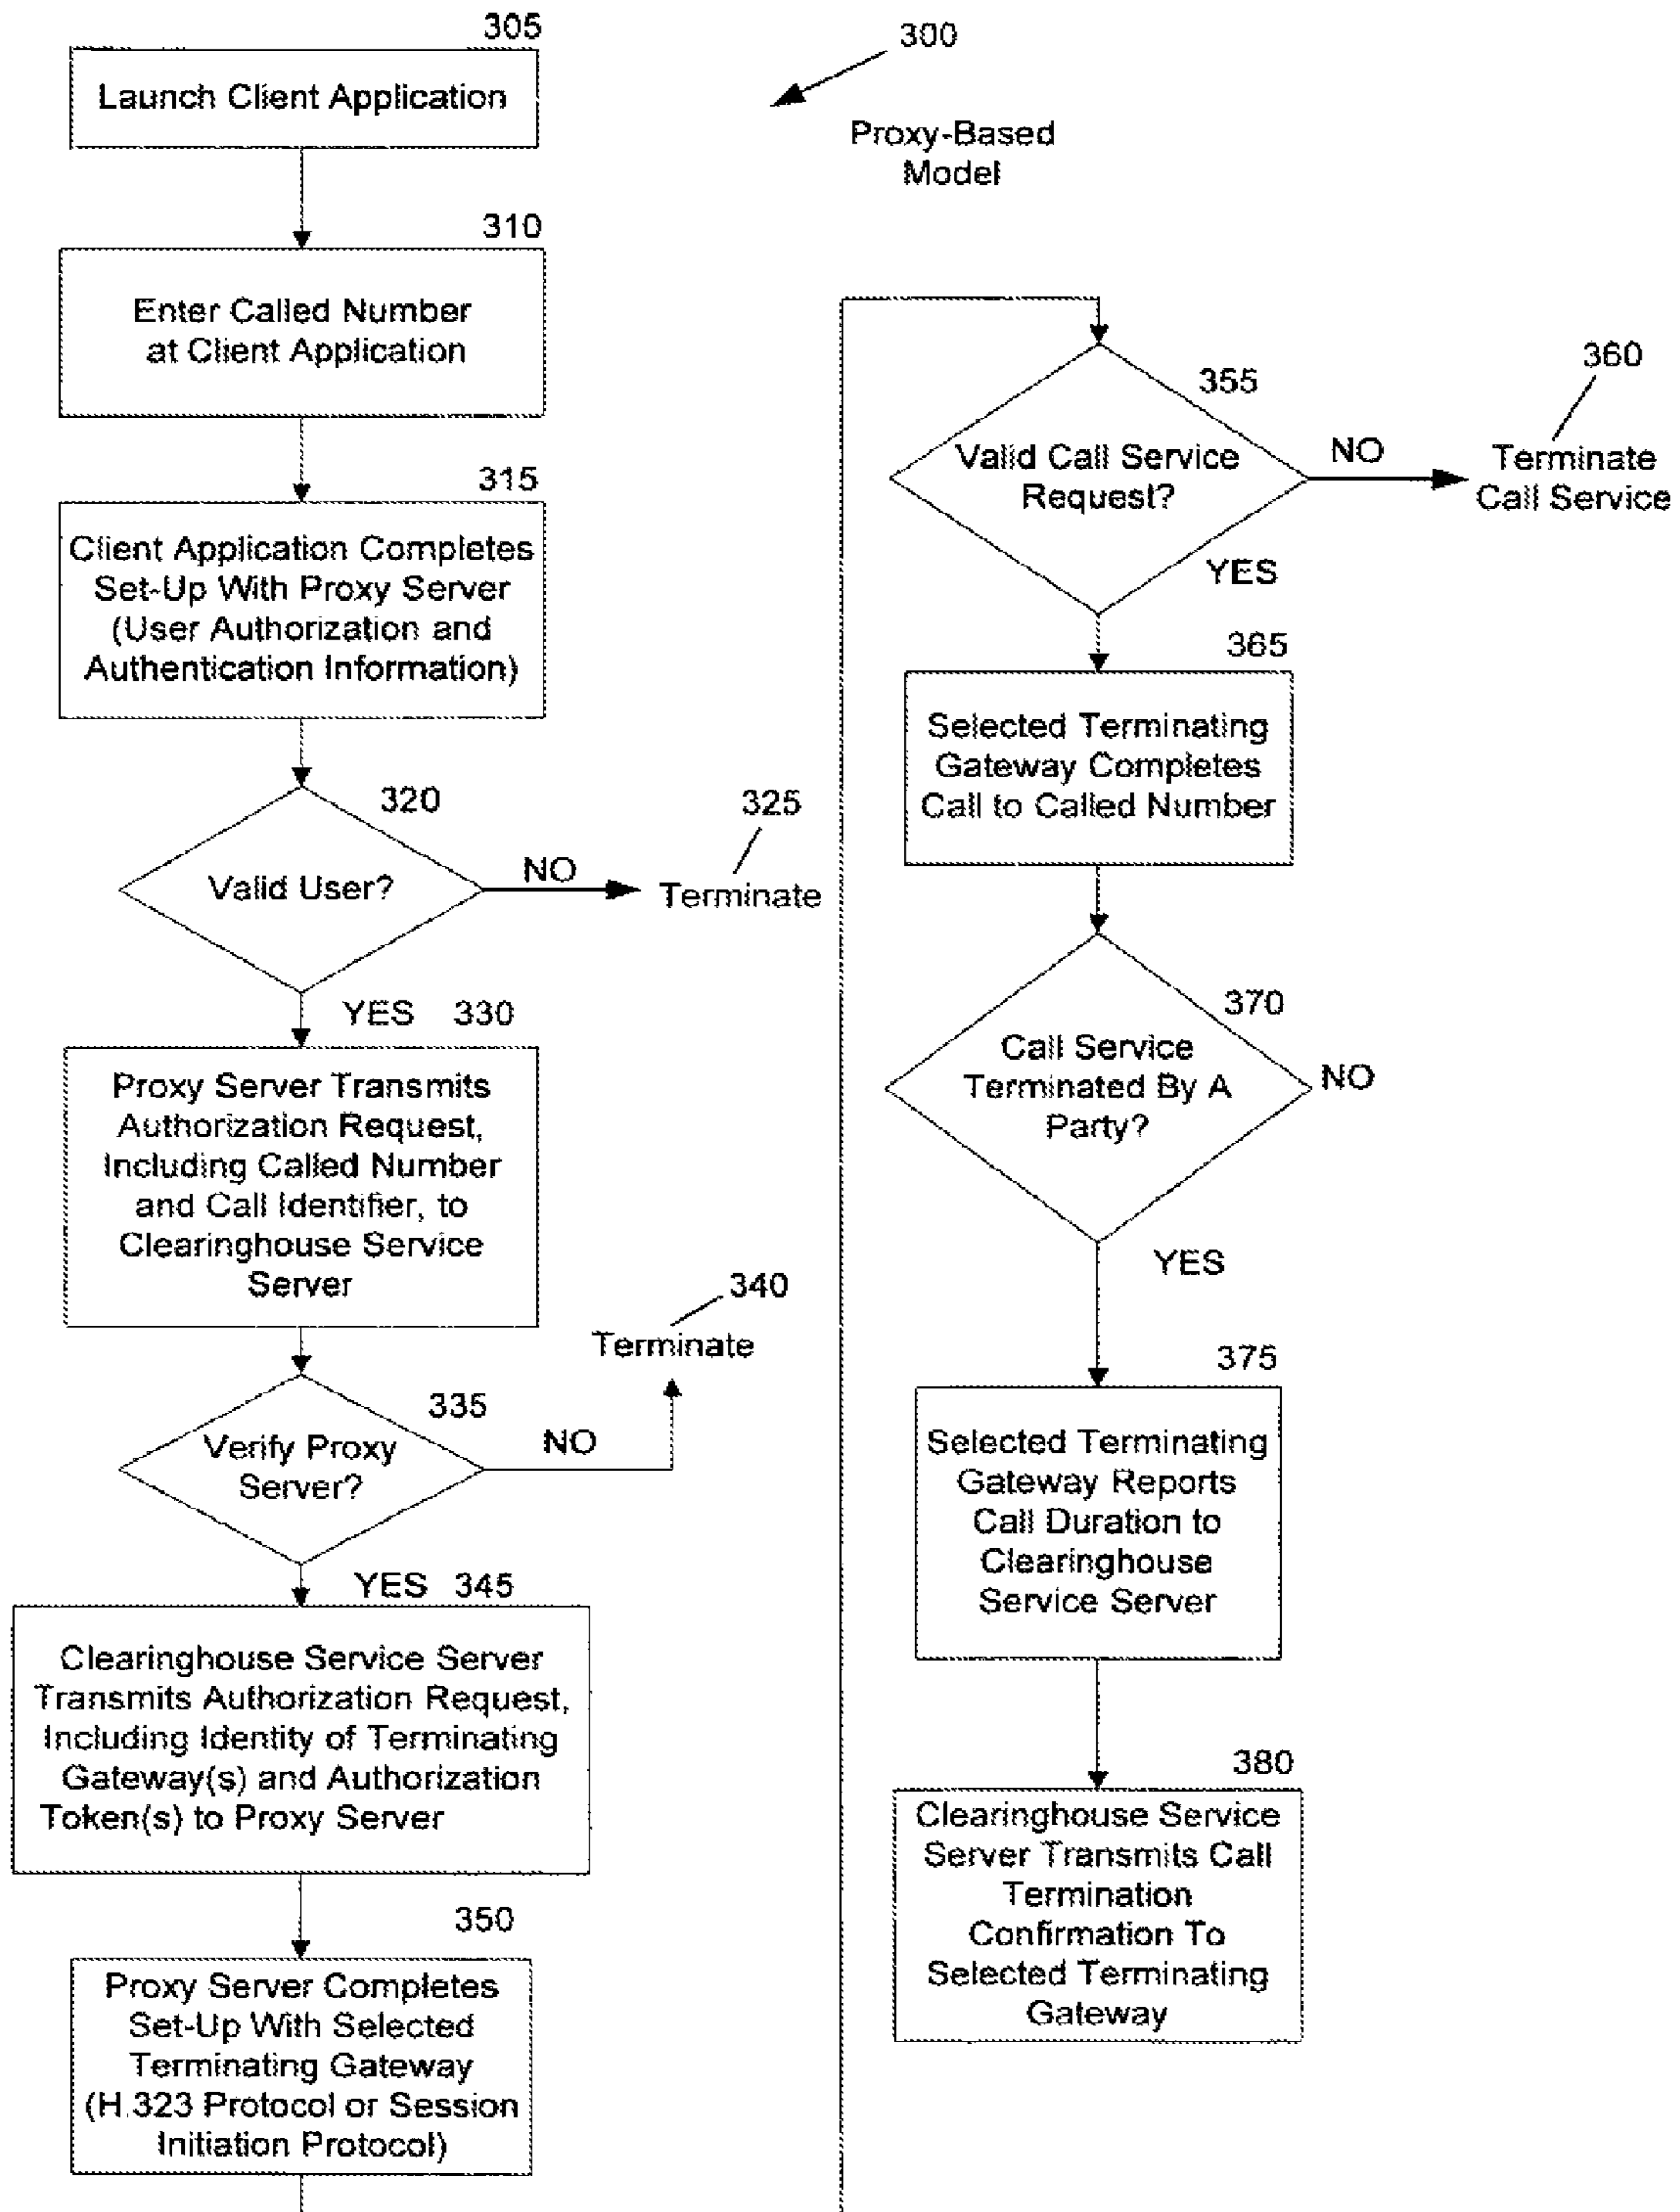 305
Launch Client Application
300
Proxy-Based
Model
310
Enter Called Number
at Client Application
315
Client Application Completes
Set-Up With Proxy Server
(User Authorization and
Authentication Information)
320
Valid User?
NO
325
Terminate
YES 330
Proxy Server Transmits
Authorization Request,
Including Called Number
and Call Identifier, to
Clearinghouse Service
Server
335
Verify Proxy
Server?
NO
340
Terminate
YES 345
Clearinghouse Service Server
Transmits Authorization Request,
Including Identity of Terminating
Gateway(s) and Authorization
Token(s) to Proxy Server
350
Proxy Server Completes
Set-Up With Selected
Terminating Gateway
(H.323 Protocol or Session
Initiation Protocol)
355
Valid Call Service
Request?
NO
360
Terminate
Call Service
YES
365
Selected Terminating
Gateway Completes
Call to Called Number
370
Call Service
Terminated By A
Party?
NO
YES
375
Selected Terminating
Gateway Reports
Call Duration to
Clearinghouse
Service Server
380
Clearinghouse Service
Server Transmits Call
Termination
Confirmation To
Selected Terminating
Gateway